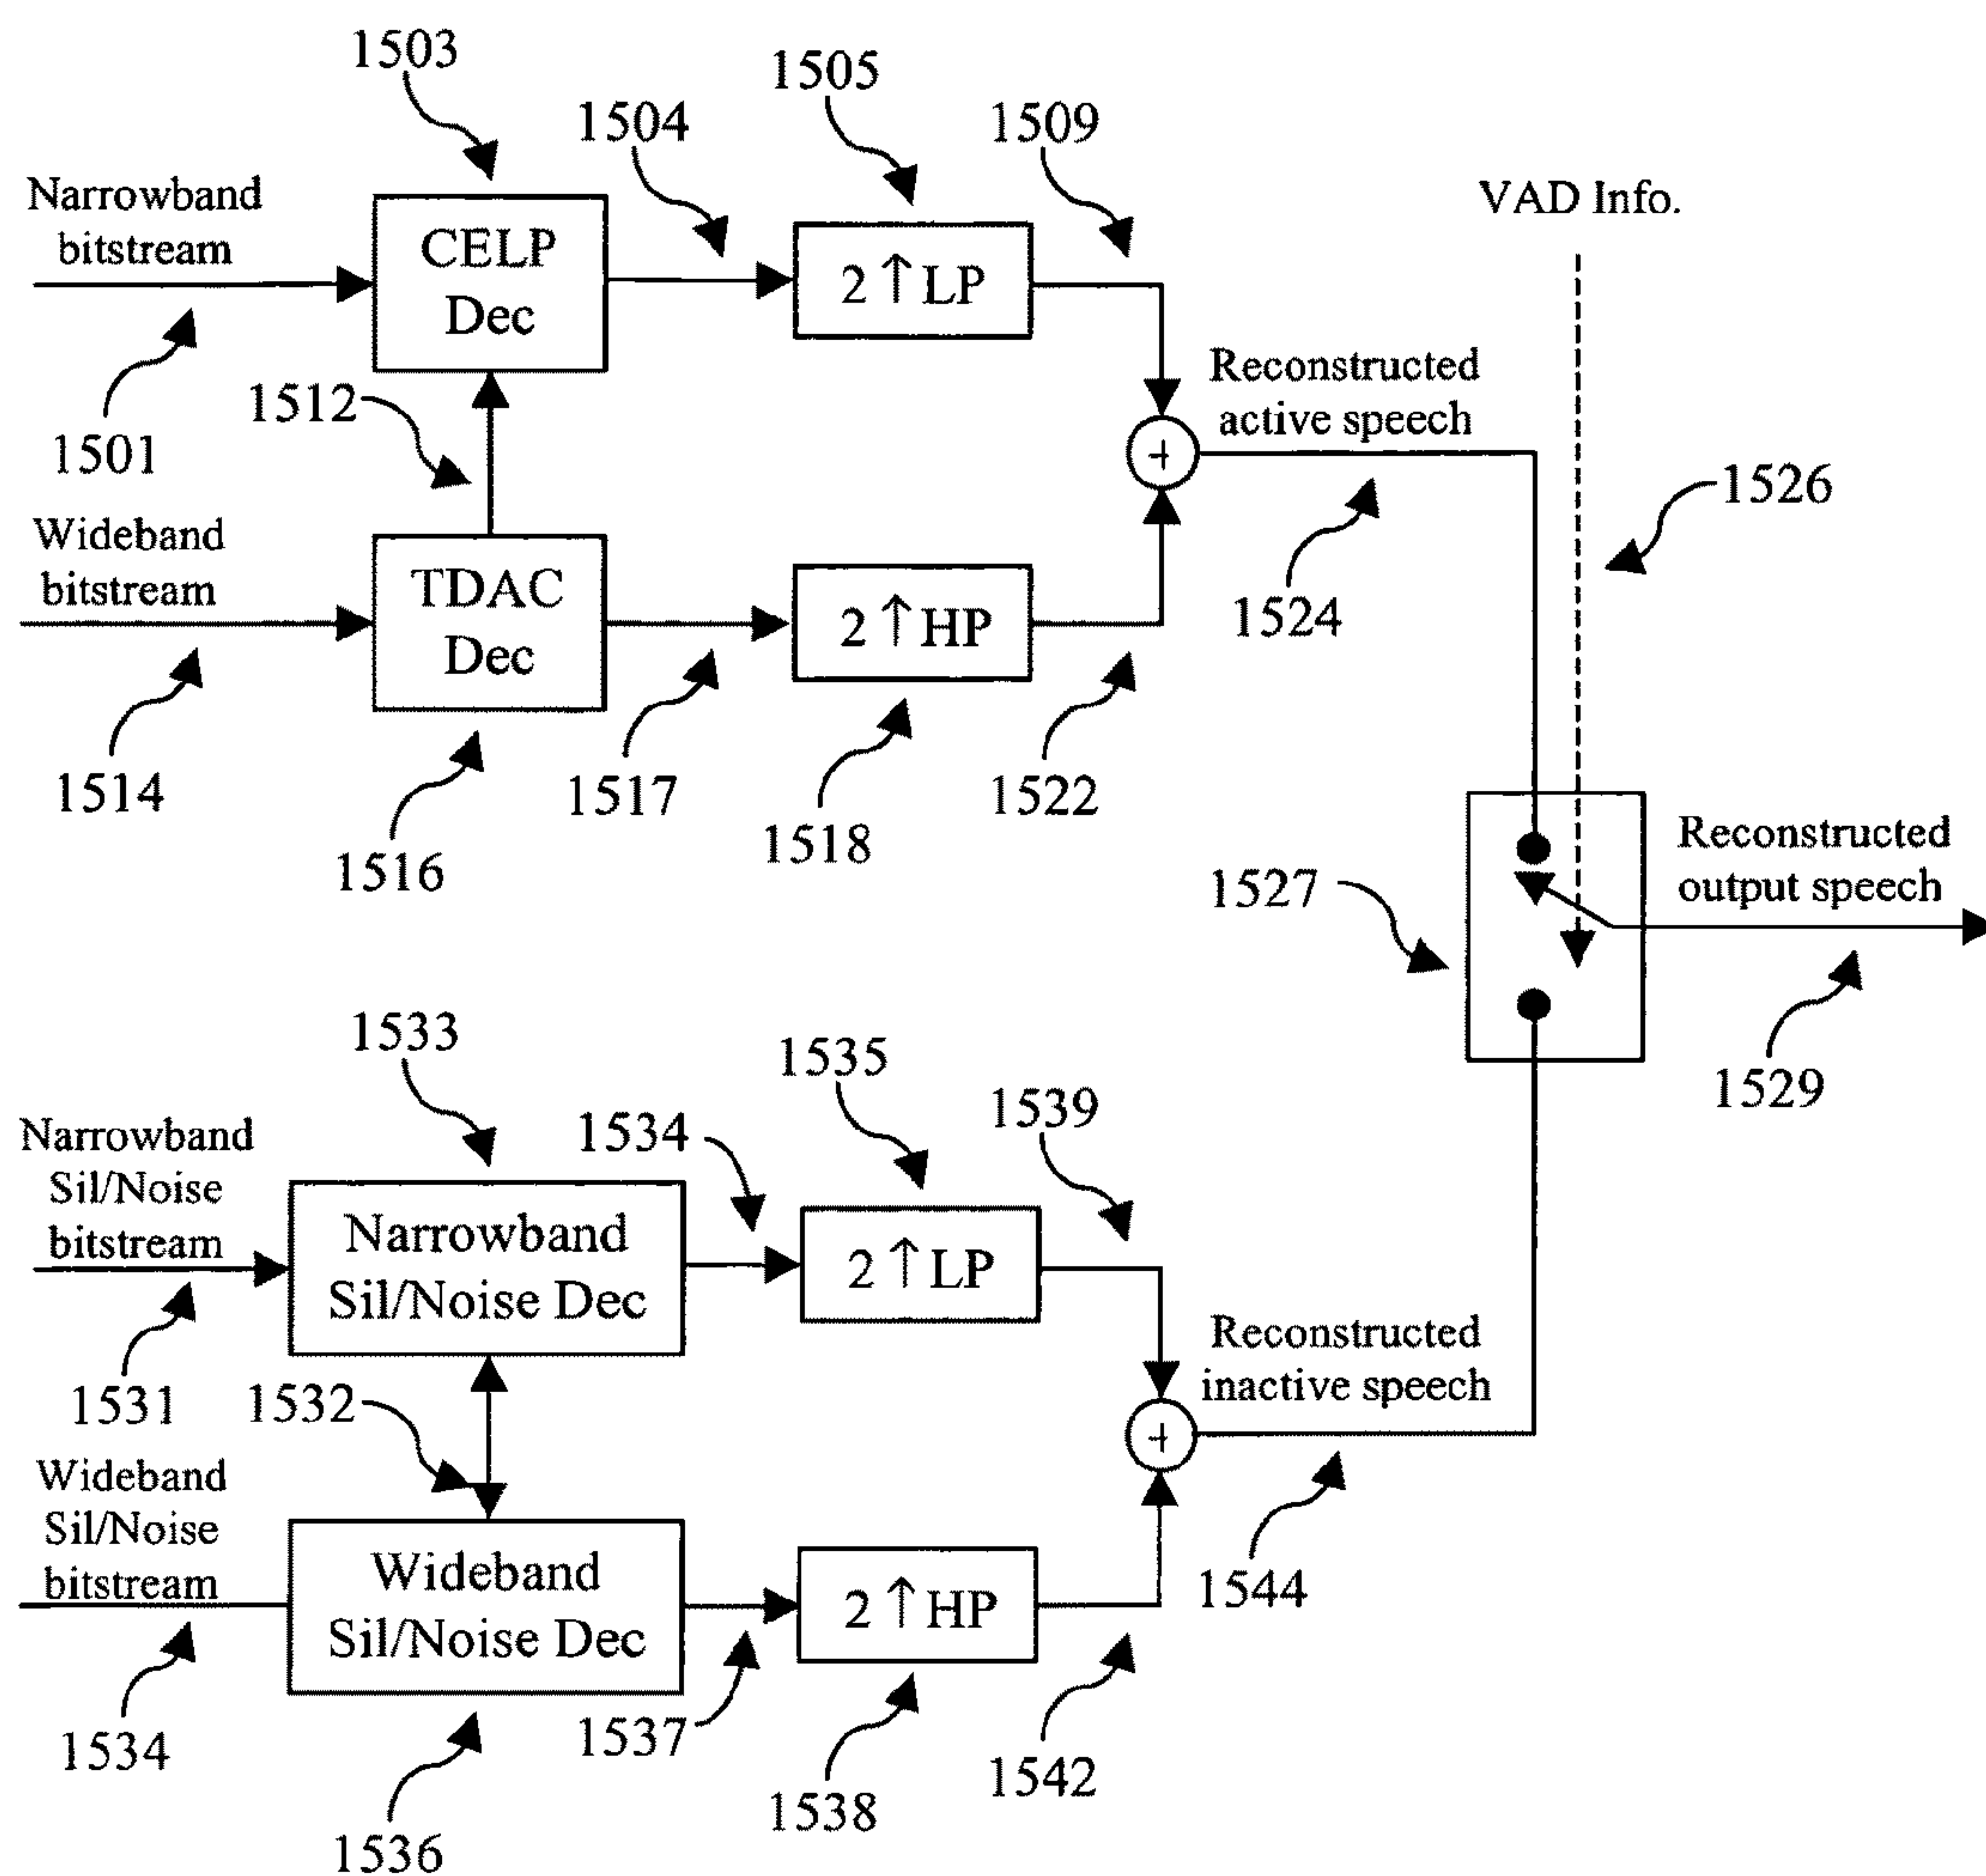 1503
1505
1504
1509
Narrowband
bitstream
VAD Info.
CELP
Dec
2 ↑ LP
1501
1512
Reconstructed
active speech
1526
Wideband
bitstream
TDAC
Dec
2 ↑ HP
1524
1514
1516
1517
1518
1522
1527
Reconstructed
output speech
1529
1533
1535
1534
1539
Narrowband
Sil/Noise
bitstream
Narrowband
Sil/Noise Dec
2 ↑ LP
1531
1532
Reconstructed
inactive speech
Wideband
Sil/Noise
bitstream
Wideband
Sil/Noise Dec
2 ↑ HP
1544
1534
1536
1537
1538
1542
+
+